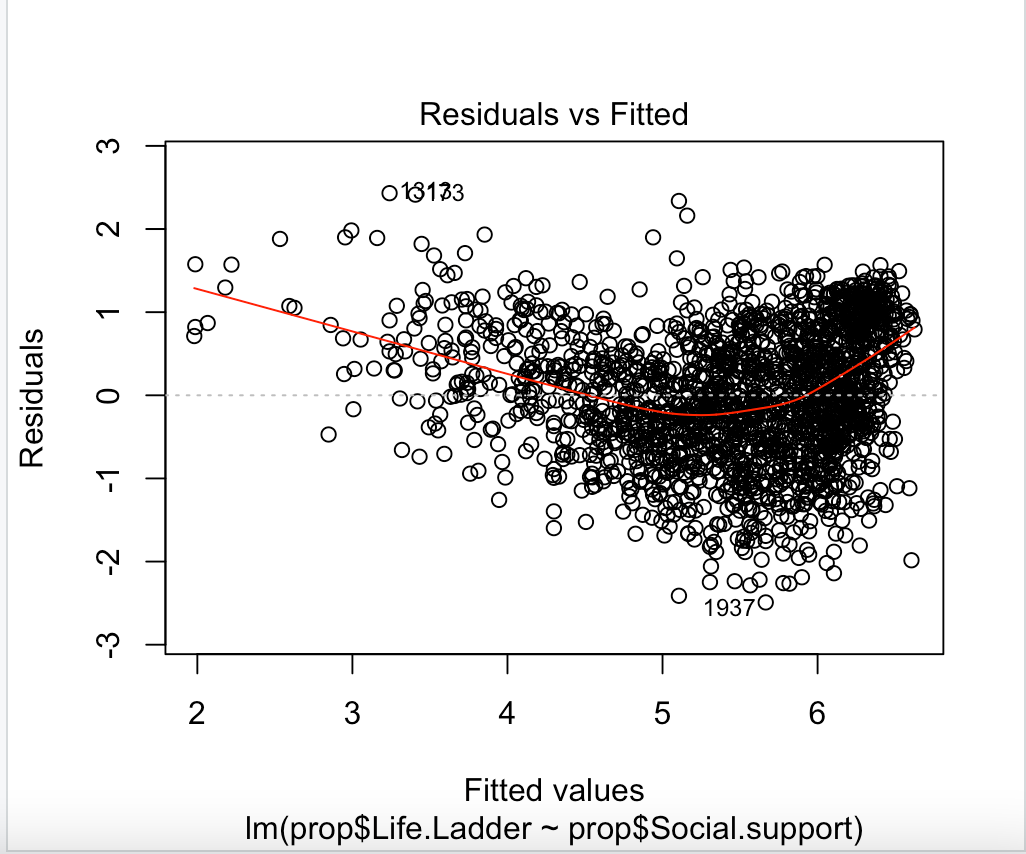 Residuals vs Fitted
3
2
1
0
-1
-2
-3
Residuals
1937
2 3 4 5 6
Fitted values
lm(prop$Life.Ladder ~ prop$Social.support)